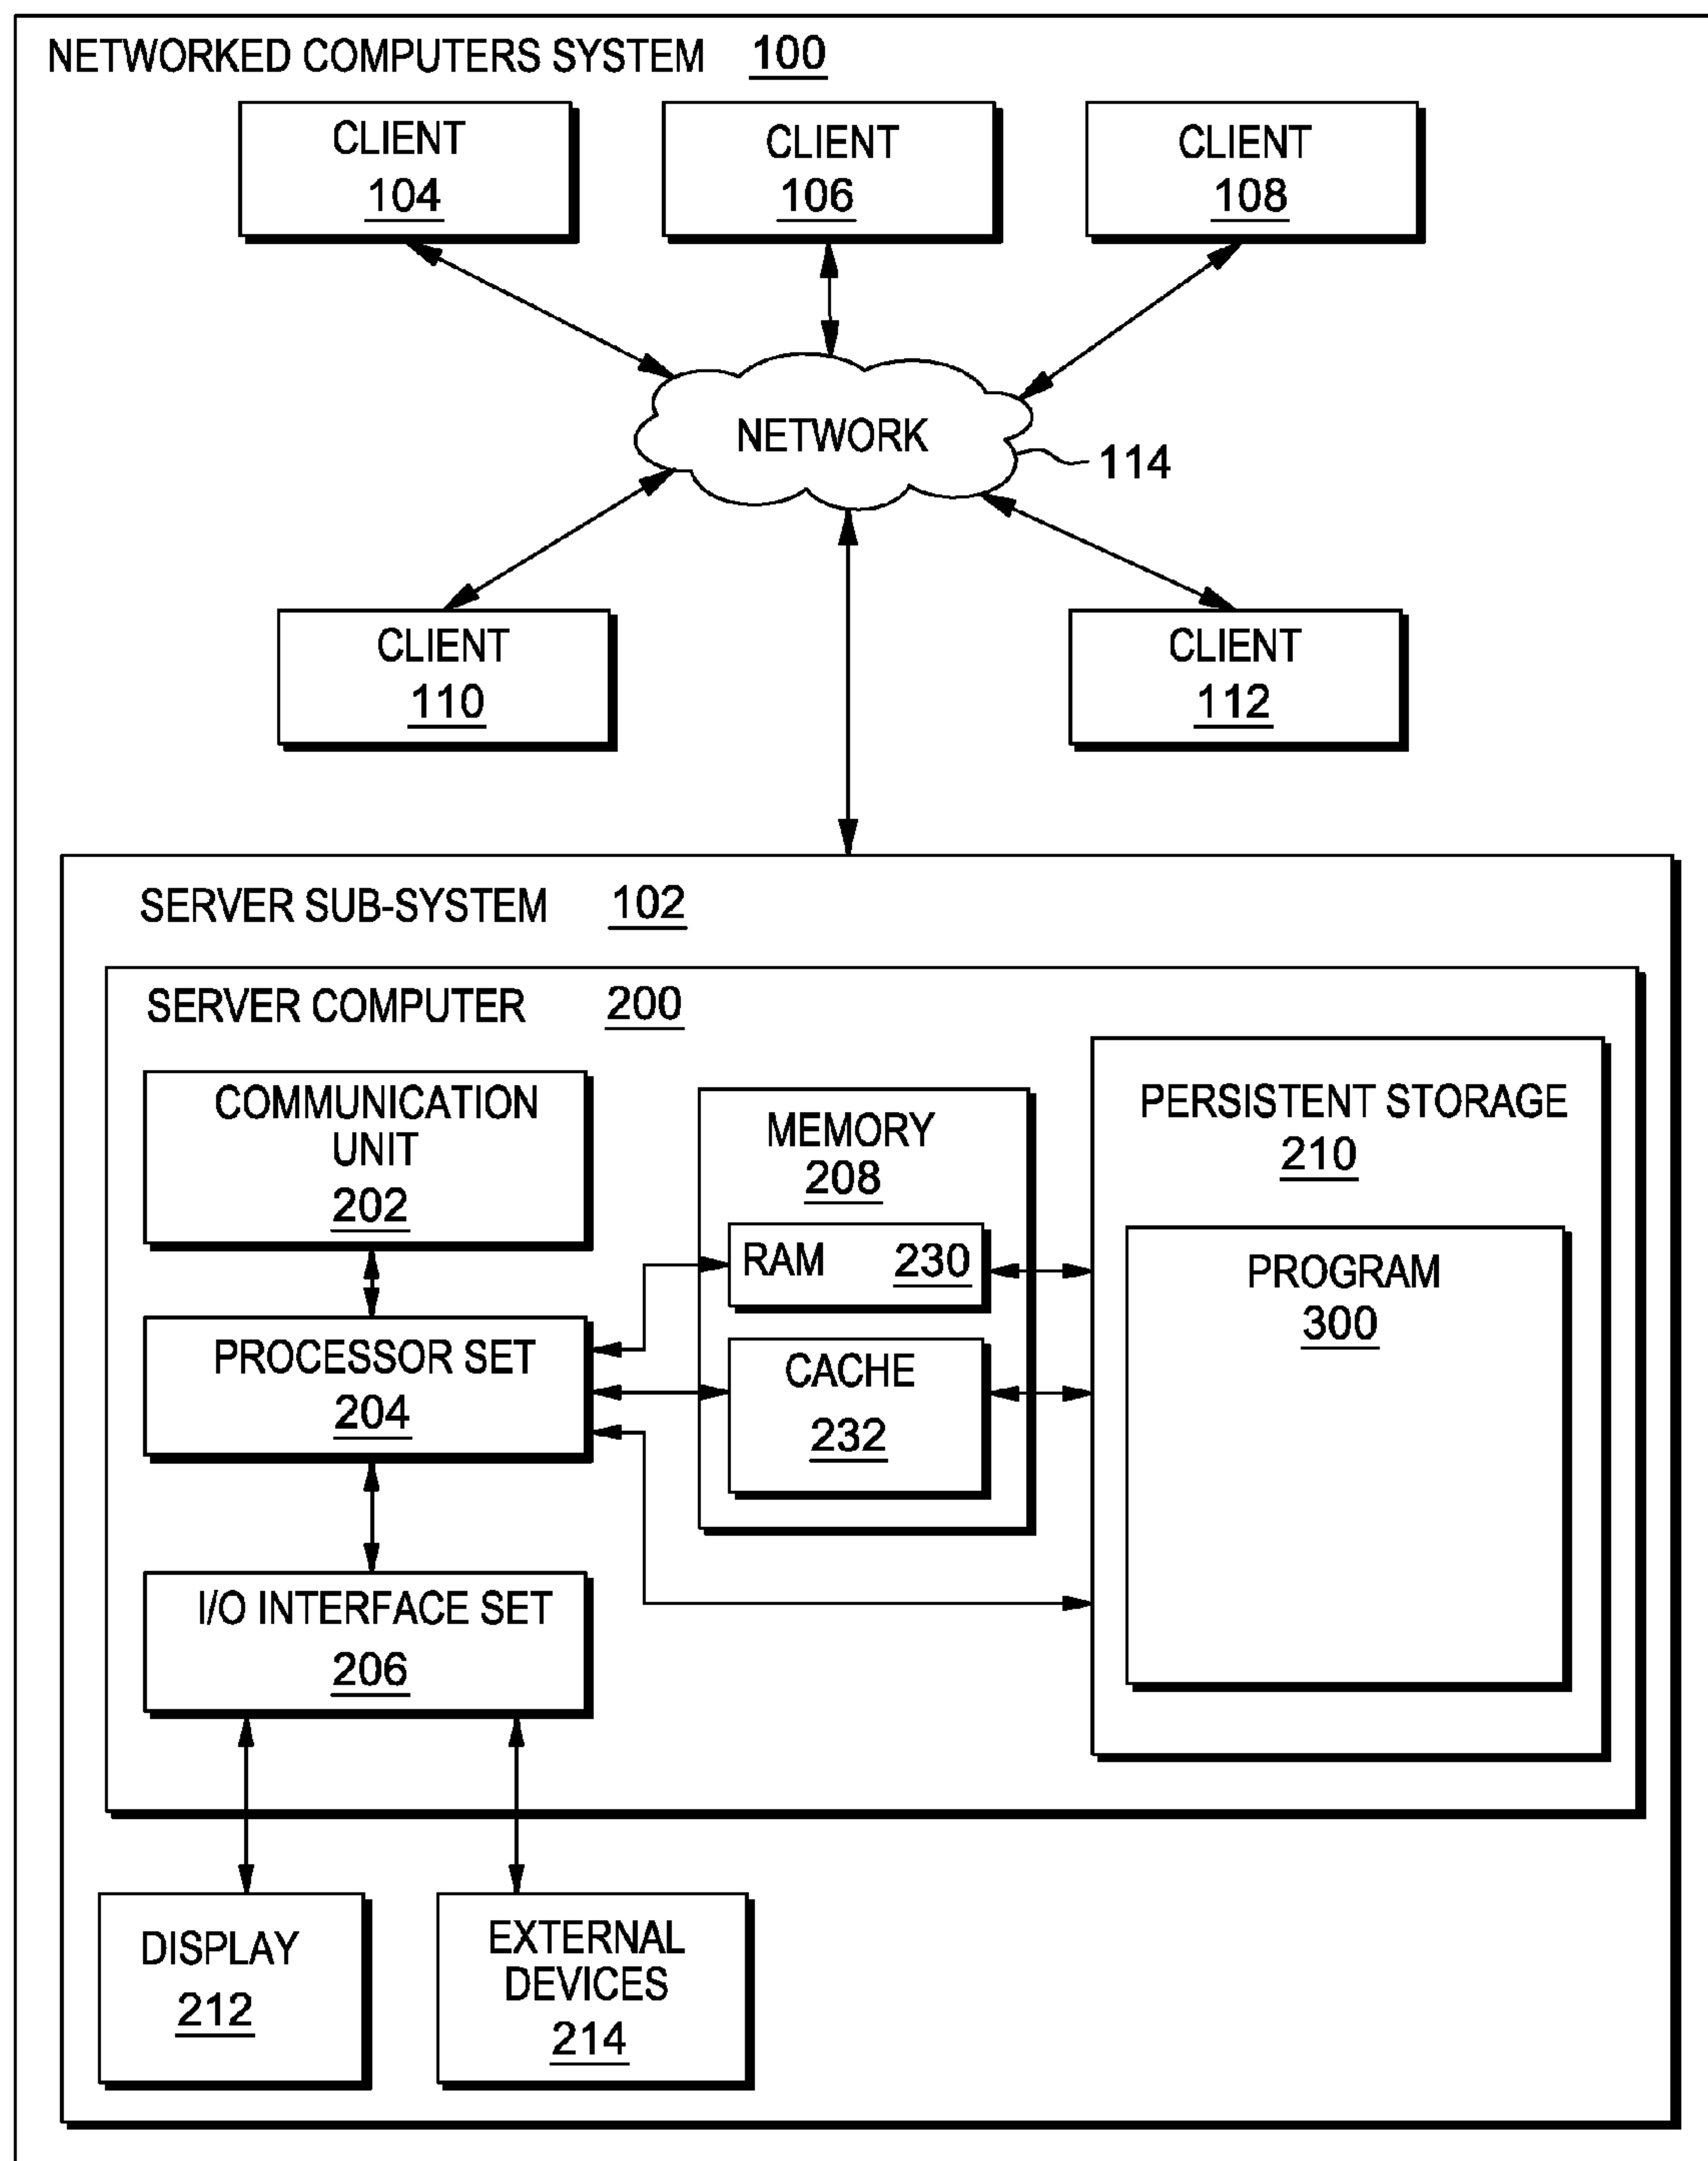 NETWORKED COMPUTERS SYSTEM 100
CLIENT
104
CLIENT
106
CLIENT
108
NETWORK
114
CLIENT
110
CLIENT
112
SERVER SUB-SYSTEM 102
SERVER COMPUTER 200
COMMUNICATION
UNIT
202
PROCESSOR SET
204
I/O INTERFACE SET
206
MEMORY
208
RAM 230
CACHE
232
PERSISTENT STORAGE
210
PROGRAM
300
DISPLAY
212
EXTERNAL
DEVICES
214